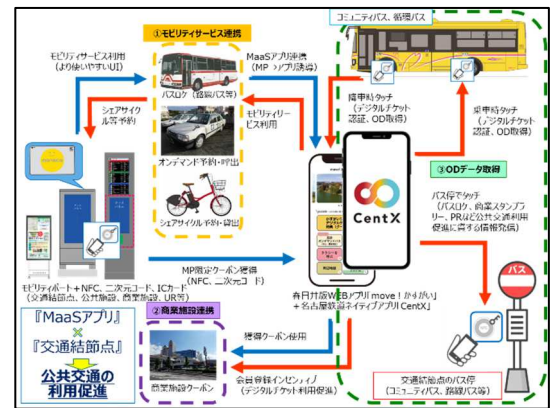 コミュニティバス、循環バス
①モビリティサービス連携
モビリティサービス利用
(より使いやすいUI)
MaaSアプリ連携
(MP→アプリ誘導)
バスロケ(路線バス等)
シェアサイクル
等予約
モビリティサー
ビス利用
降車時タッチ
(デジタルチケット
認証、OD取得)
乗車時タッチ
(デジタルチケット
認証、OD取得)
オンデマンド予約・呼出
③ODデータ取得
CentX
シェアサイクル予約・貸出
バス停でタッチ
(バスロケ、商業スタンプラ
リー、PRなど公共交通利用
促進に資する情報発信)
MP限定クーポン獲得
(NFC、二次元コード)
モビリティポート+NFC、二次元コード、ICカード
(交通結節点、公共施設、商業施設、UR等)
春日井版WEBアプリ「move!かすがい」
+名古屋鉄道ネイティブアプリ「CentX」
バス
②商業施設連携
『MaaSアプリ』
×
『交通結節点』
公共交通の
利用促進
獲得クーポン使用
会員登録インセンティブ
(デジタルチケット利用促進)
商業施設クーポン
交通結節点のバス停
(コミュニティバス、路線バス等)